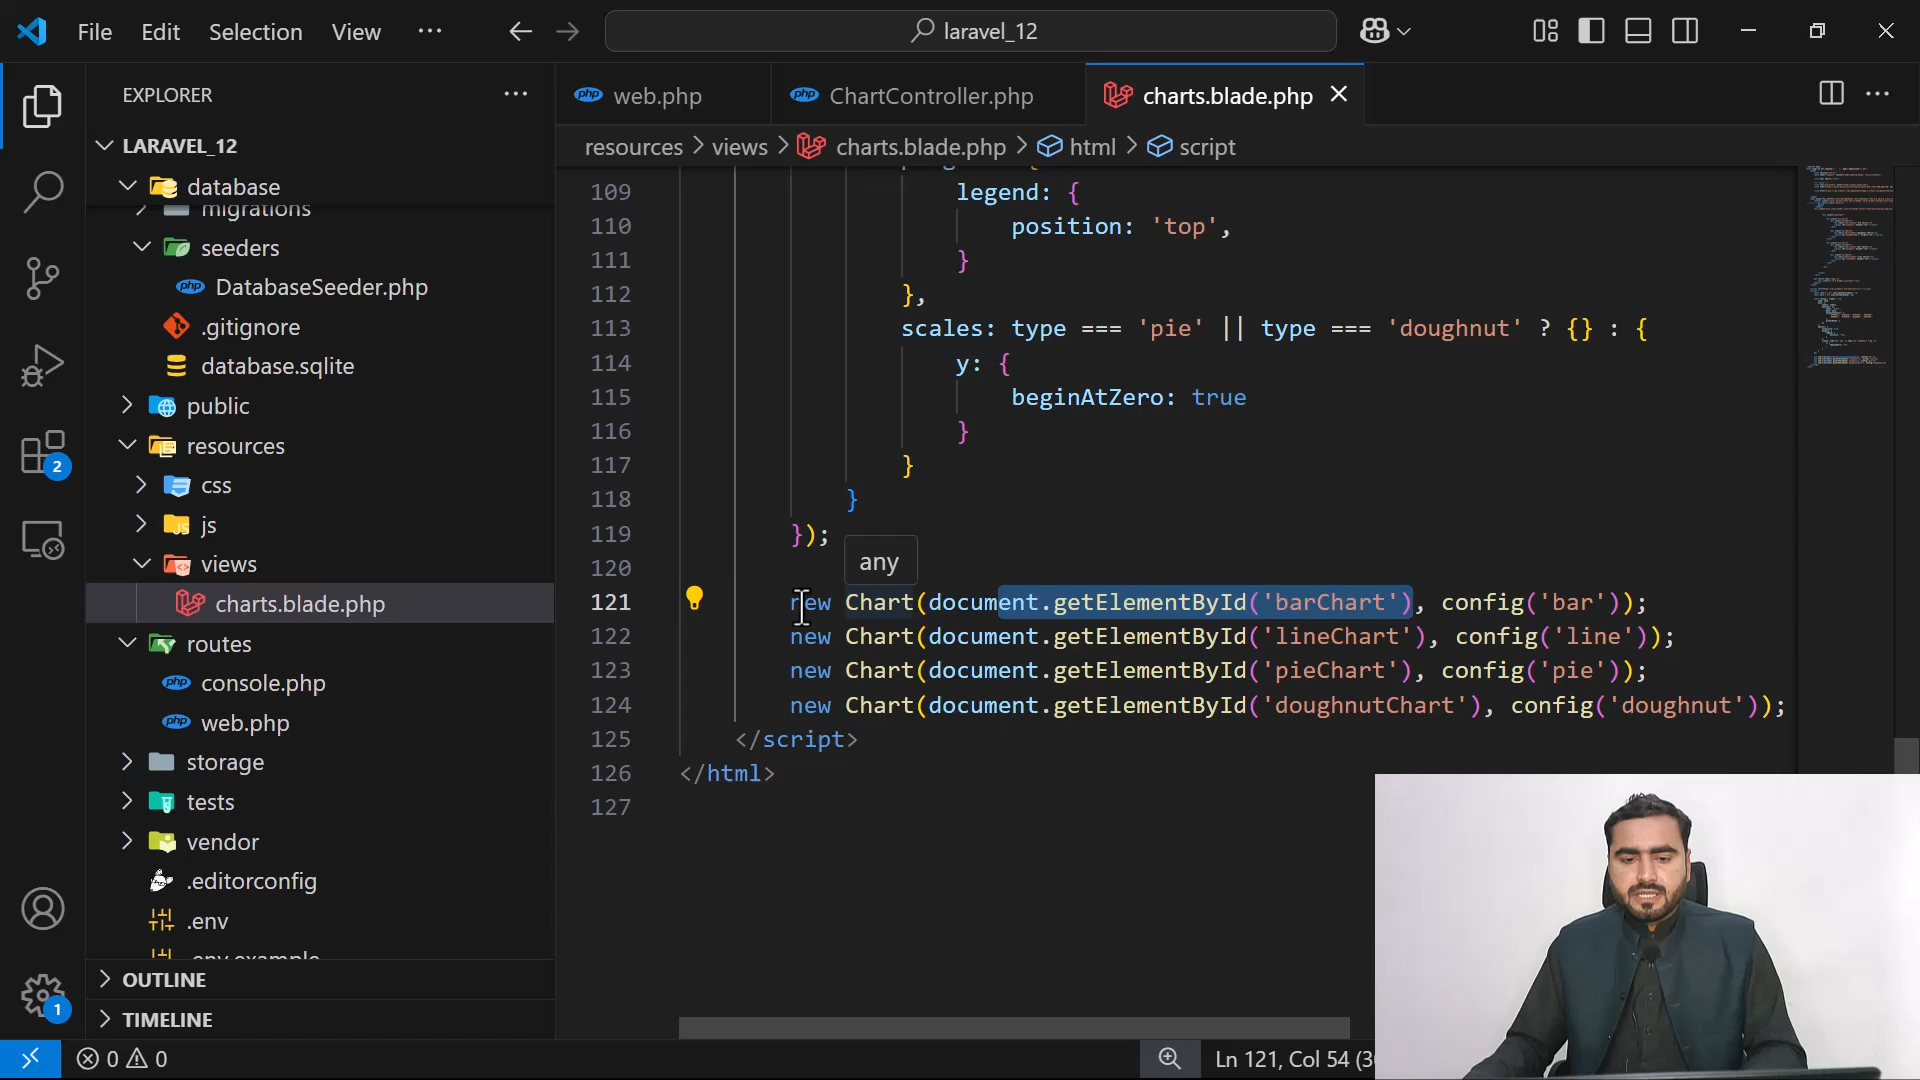 File Edit Selection View ···
laravel_12
EXPLORER
web.php
ChartController.php
charts.blade.php
resources > views > charts.blade.php > html > script
LARAVEL_12
database
migrations
seeders
DatabaseSeeder.php
.gitignore
database.sqlite
public
resources
css
js
views
charts.blade.php
routes
console.php
web.php
storage
tests
vendor
.editorconfig
.env
.env.example
OUTLINE
TIMELINE
2
1
109 legend: {
110 position: 'top',
111 }
112 },
113 scales: type === 'pie' || type === 'doughnut' ? {} : {
114 y: {
115 beginAtZero: true
116 }
117 }
118 }
119 });
any
120
121 new Chart(document.getElementById('barChart'), config('bar'));
122 new Chart(document.getElementById('lineChart'), config('line'));
123 new Chart(document.getElementById('pieChart'), config('pie'));
124 new Chart(document.getElementById('doughnutChart'), config('doughnut'));
125 </script>
126 </html>
127
0 0
Ln 121, Col 54